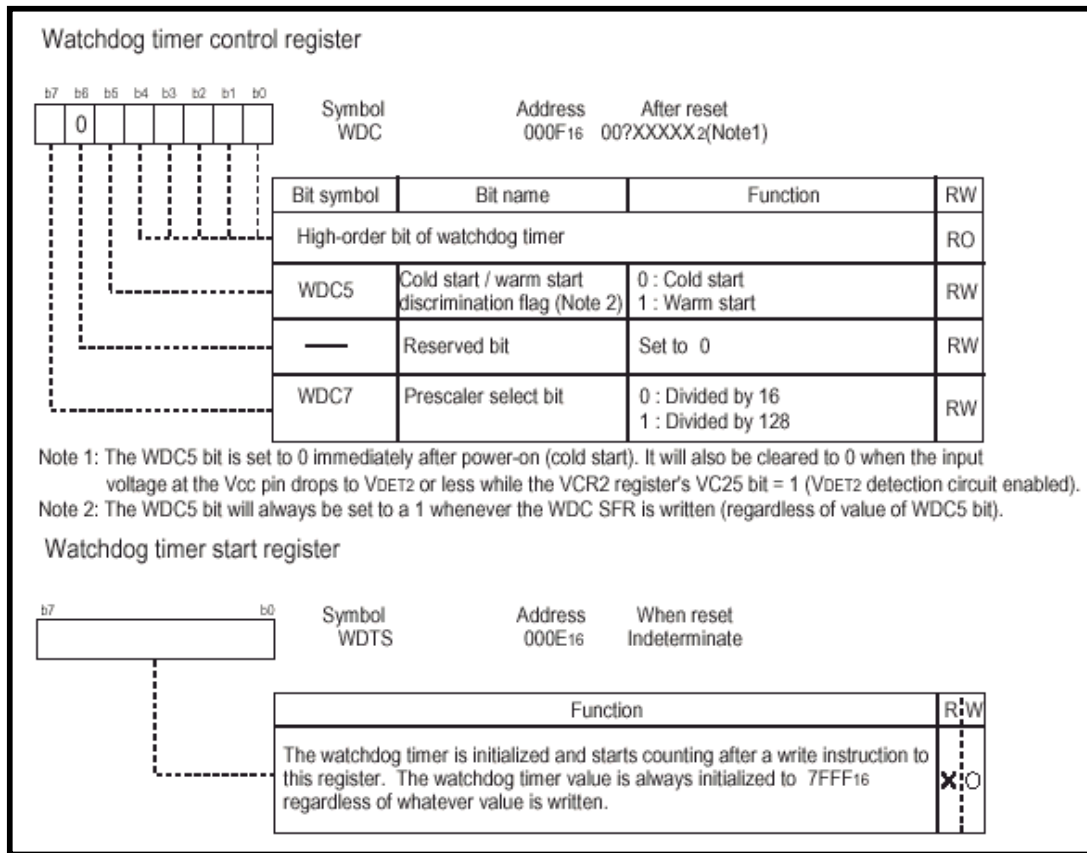 Watchdog timer control register
b7 b6 b5 b4 b3 b2 b1 b0
0
Symbol Address After reset
WDC 000F16 00?XXXXX2(Note1)
Bit symbol Bit name Function RW
High-order bit of watchdog timer RO
WDC5 Cold start / warm start discrimination flag (Note 2) 0 : Cold start 1 : Warm start RW
— Reserved bit Set to 0 RW
WDC7 Prescaler select bit 0 : Divided by 16 1 : Divided by 128 RW
Note 1: The WDC5 bit is set to 0 immediately after power-on (cold start). It will also be cleared to 0 when the input
voltage at the Vcc pin drops to VDET2 or less while the VCR2 register's VC25 bit = 1 (VDET2 detection circuit enabled).
Note 2: The WDC5 bit will always be set to a 1 whenever the WDC SFR is written (regardless of value of WDC5 bit).
Watchdog timer start register
b7 b0
Symbol Address When reset
WDTS 000E16 Indeterminate
Function R W
The watchdog timer is initialized and starts counting after a write instruction to
this register. The watchdog timer value is always initialized to 7FFF16
regardless of whatever value is written.
X O